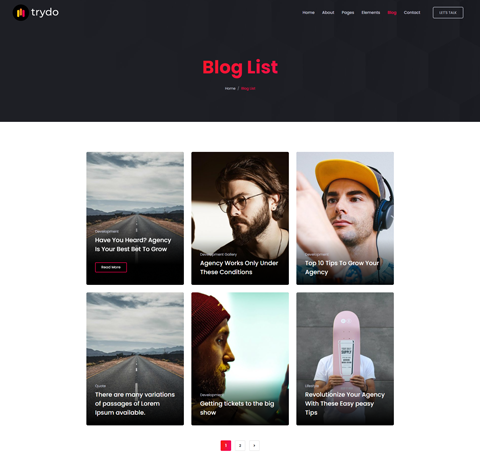 trydo
Home About Pages Elements Blog Contact LET'S TALK
Blog List
Home | Blog List
Development
Have You Heard? Agency
Is Your Best Bet To Grow
Read More
Development Gallery
Agency Works Only Under
These Conditions
Top 10 Tips To Grow Your
Agency
Quote
There are many variations
of passages of Lorem
Ipsum available.
Development
Getting tickets to the big
show
Lifestyle
Revolutionize Your Agency
With These Easy peasy
Tips
1 2